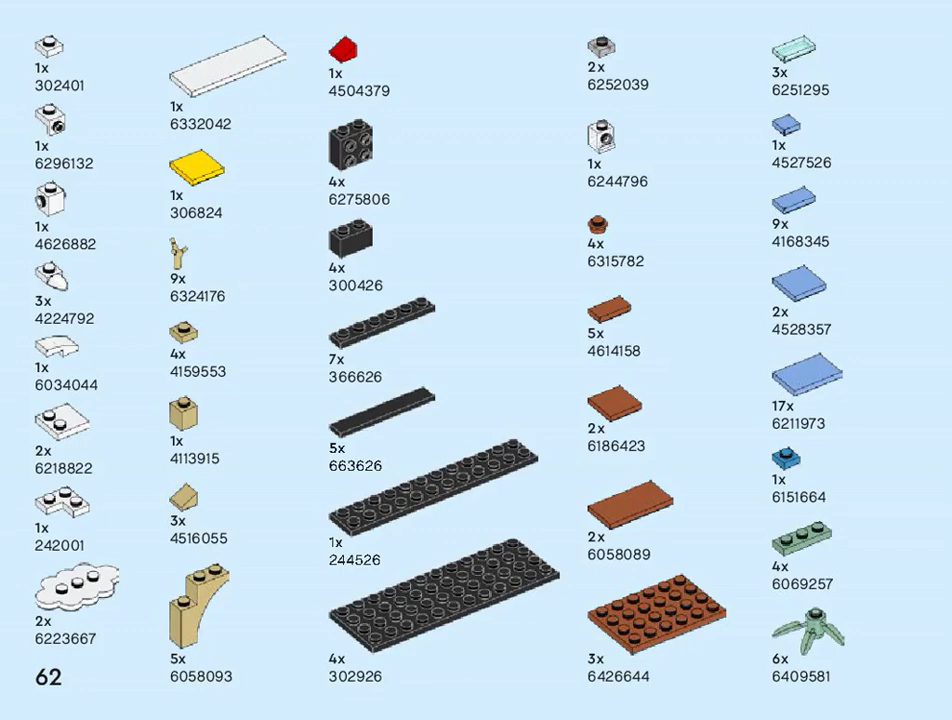 1x
302401
1x
6296132
1x
4626882
3x
4224792
1x
6034044
2x
6218822
1x
242001
2x
6223667
62
1x
6332042
1x
306824
9x
6324176
4x
4159553
1x
4113915
3x
4516055
5x
6058093
1x
4504379
4x
6275806
4x
300426
7x
366626
5x
663626
1x
244526
4x
302926
2x
6252039
1x
6244796
4x
6315782
5x
4614158
2x
6186423
2x
6058089
3x
6426644
3x
6251295
1x
4527526
9x
4168345
2x
4528357
17x
6211973
1x
6151664
4x
6069257
6x
6409581